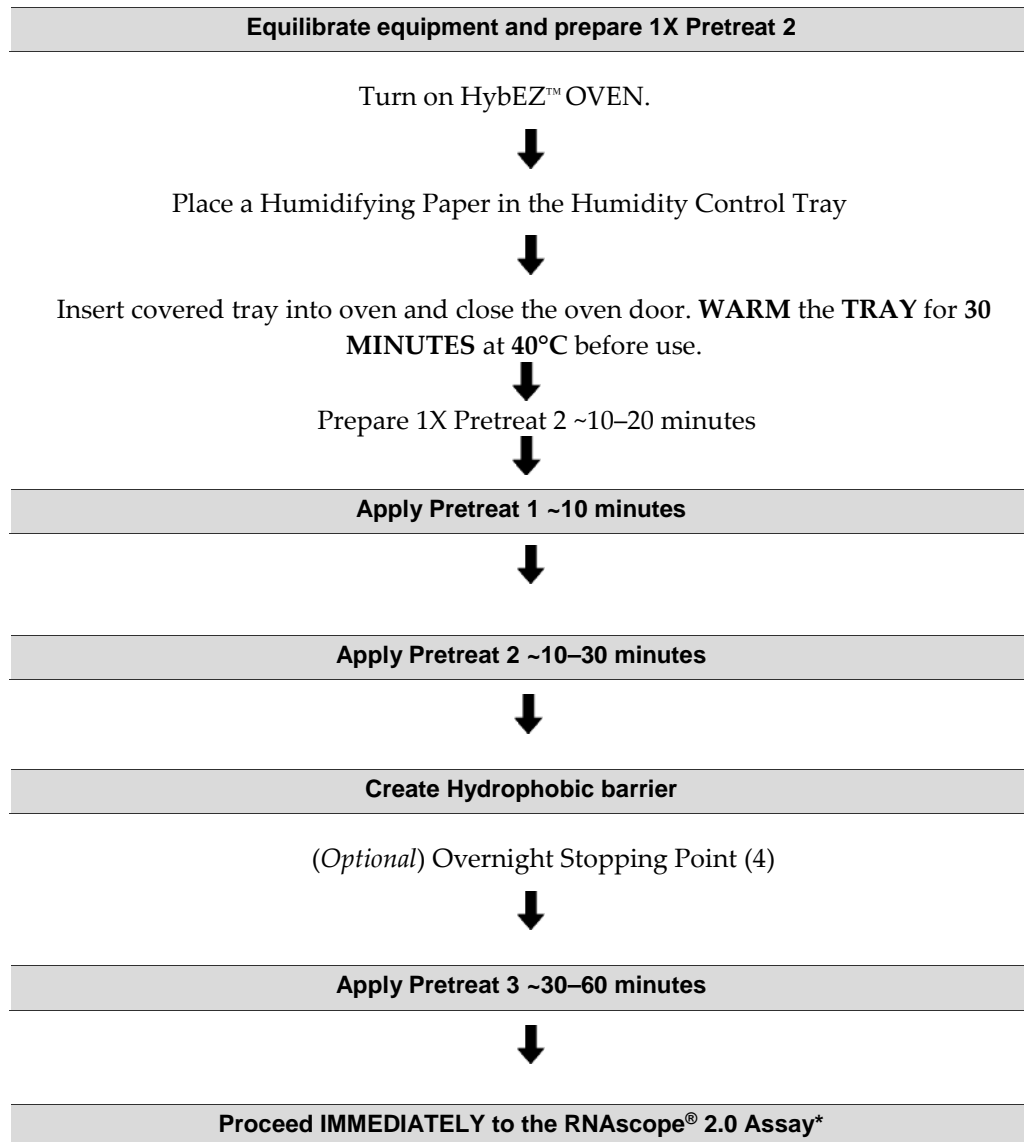 Equilibrate equipment and prepare 1X Pretreat 2
Turn on HybEZ™ OVEN.
Place a Humidifying Paper in the Humidity Control Tray
Insert covered tray into oven and close the oven door. WARM the TRAY for 30
MINUTES at 40°C before use.
Prepare 1X Pretreat 2 ~10–20 minutes
Apply Pretreat 1 ~10 minutes
Apply Pretreat 2 ~10–30 minutes
Create Hydrophobic barrier
(Optional) Overnight Stopping Point (4)
Apply Pretreat 3 ~30–60 minutes
Proceed IMMEDIATELY to the RNAscope® 2.0 Assay*